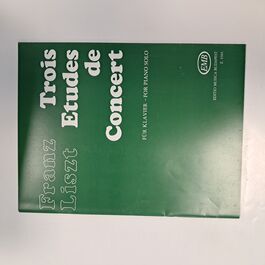 Franz
Liszt
Trois
Etudes
de
Concert
FÜR KLAVIER - FOR PIANO SOLO
EMB
EDITIO MUSICA BUDAPEST